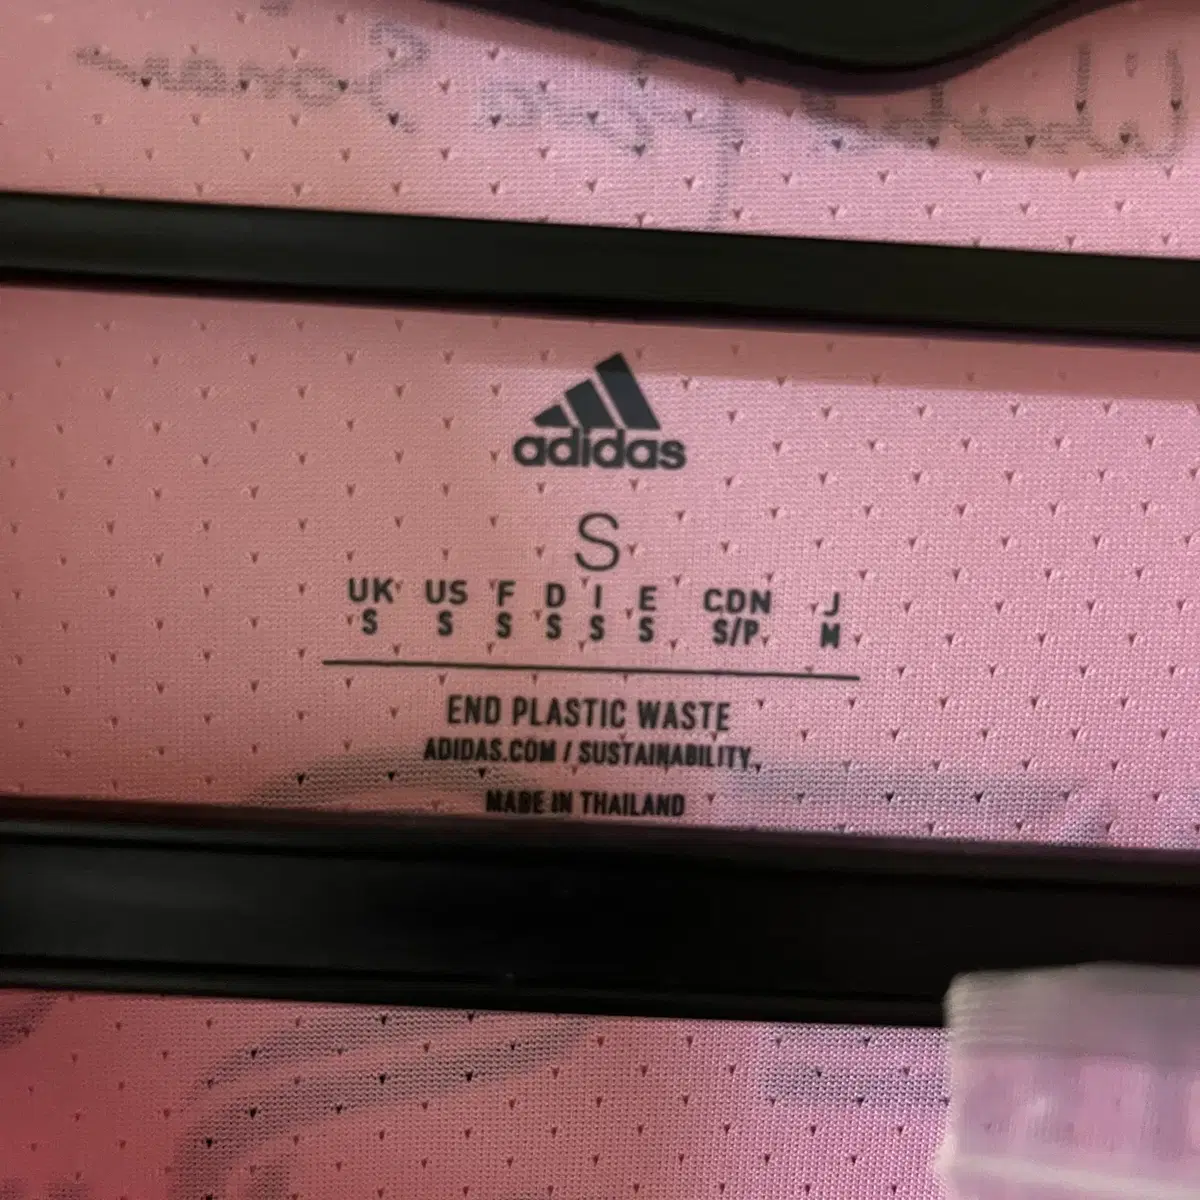 adidas
S
UK US F D I E CDN J
S S S S S S S/P M
END PLASTIC WASTE
ADIDAS.COM / SUSTAINABILITY
MADE IN THAILAND